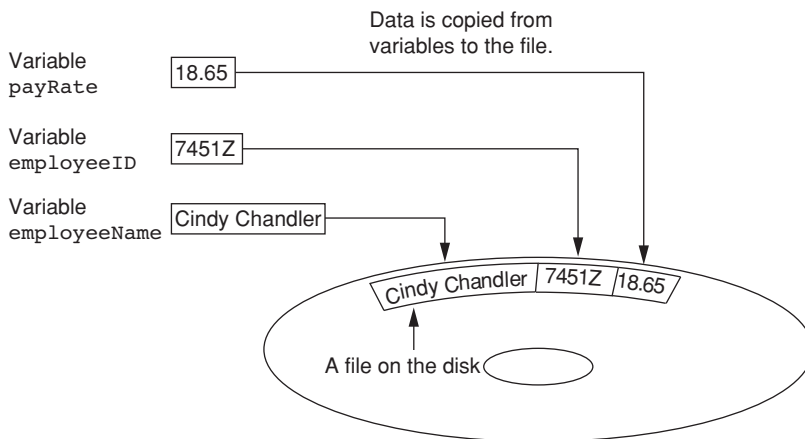 Data is copied from
variables to the file.
Variable
payRate
18.65
Variable
employeeID
7451Z
Variable
employeeName
Cindy Chandler
Cindy Chandler 7451Z 18.65
A file on the disk